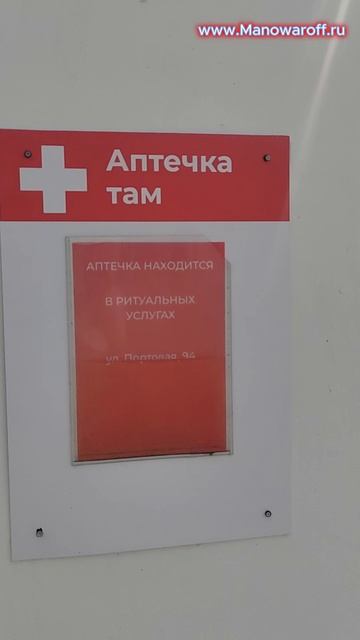 www.Manowaroff.ru
Аптечка
там
АПТЕЧКА НАХОДИТСЯ
В РИТУАЛЬНЫХ
УСЛУГАХ
ул. Портовая, 94